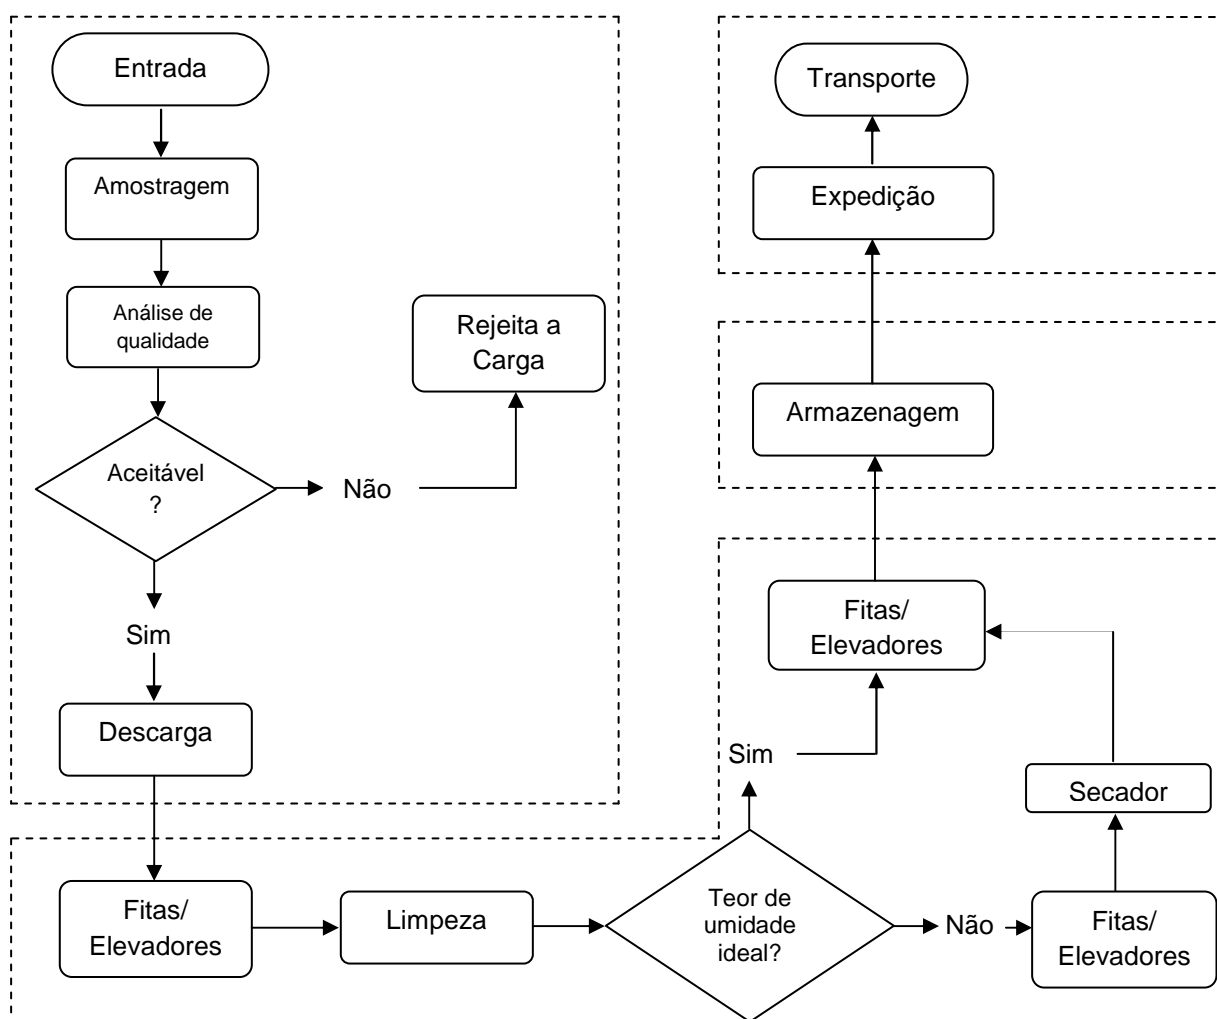 Entrada
Amostragem
Análise de
qualidade
Aceitável
?
Não
Rejeita a
Carga
Sim
Descarga
Fitas/
Elevadores
Limpeza
Teor de
umidade
ideal?
Não
Fitas/
Elevadores
Secador
Sim
Fitas/
Elevadores
Armazenagem
Expedição
Transporte